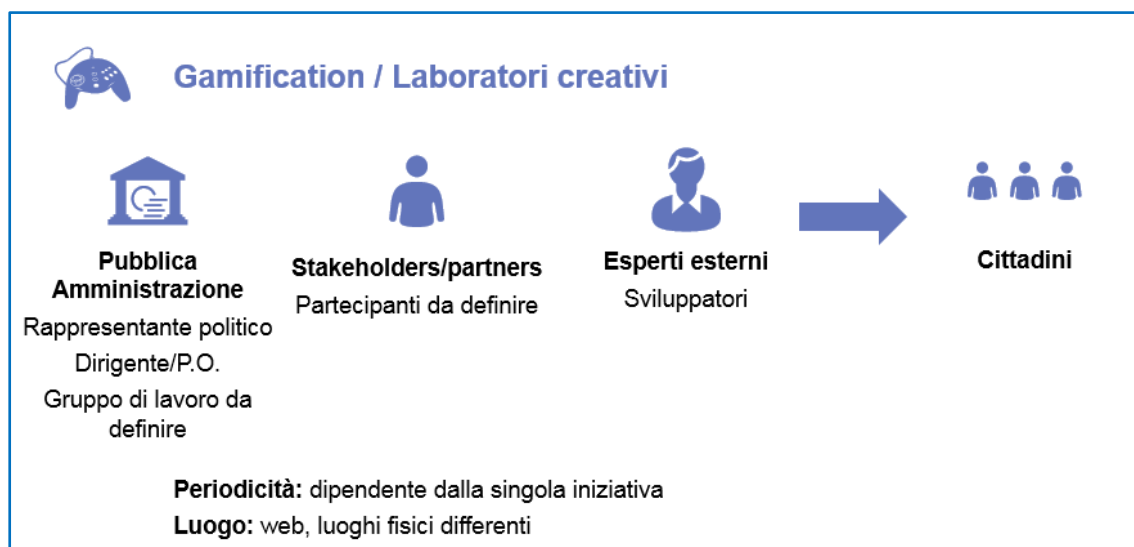 Gamification / Laboratori creativi
Pubblica
Amministrazione
Rappresentante politico
Dirigente/P.O.
Gruppo di lavoro da
definire
Stakeholders/partners
Partecipanti da definire
Esperti esterni
Sviluppatori
Cittadini
Periodicità: dipendente dalla singola iniziativa
Luogo: web, luoghi fisici differenti